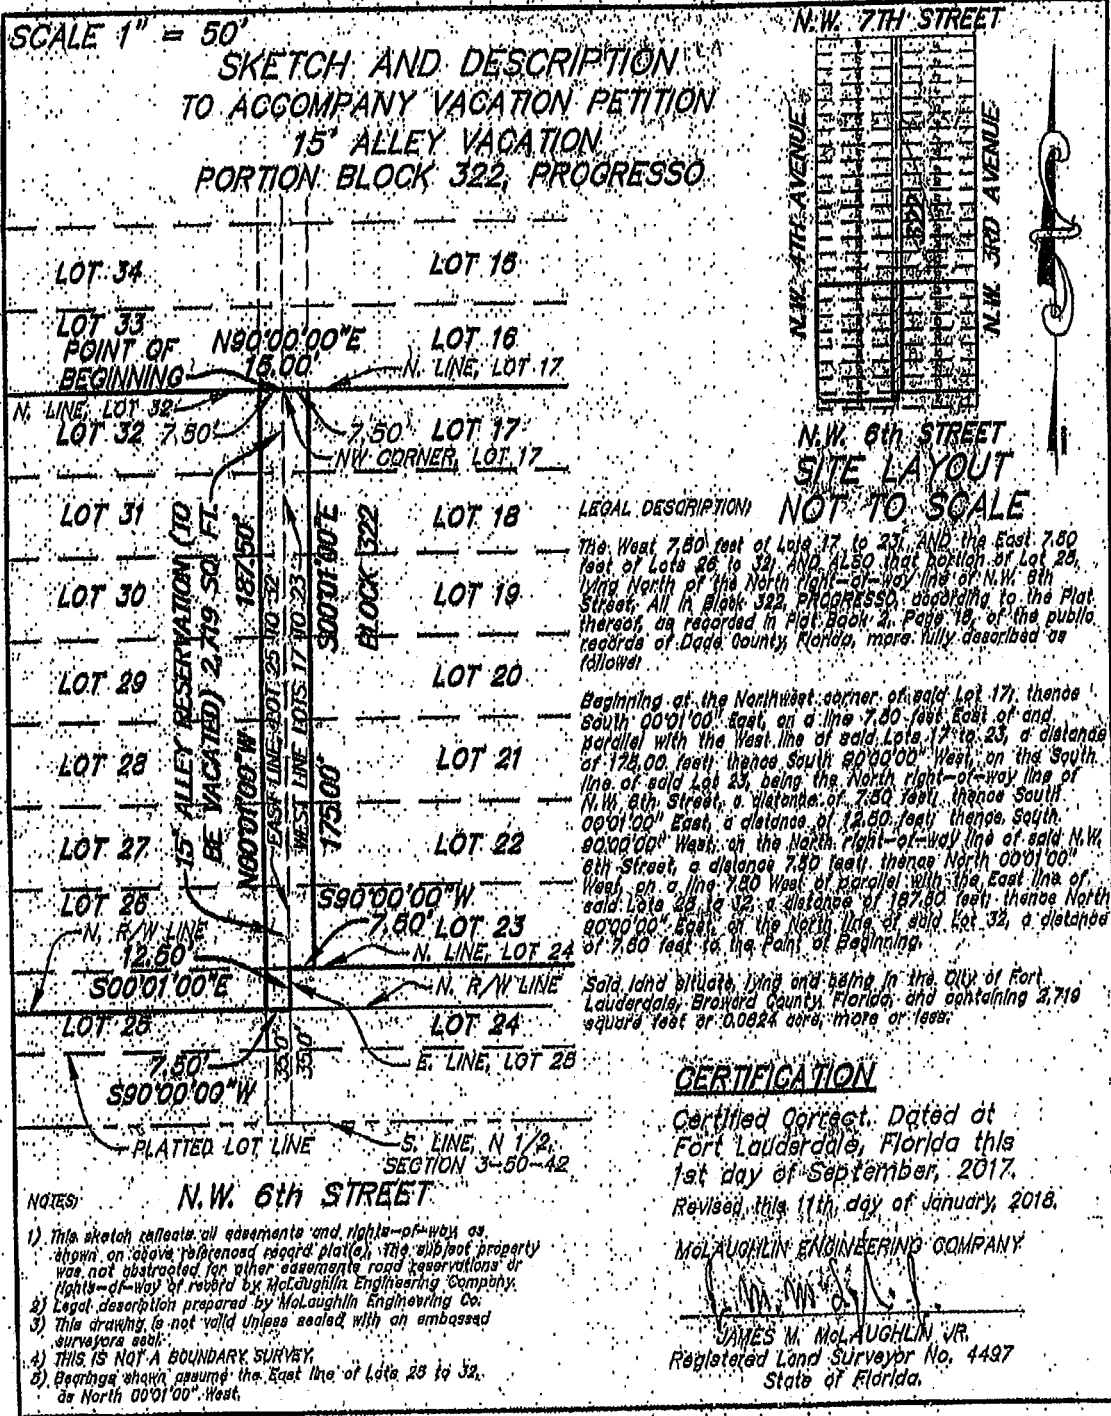 SCALE 1" = 50'
SKETCH AND DESCRIPTION
TO ACCOMPANY VACATION PETITION
15' ALLEY VACATION
PORTION BLOCK 322, PROGRESSO
N.W. 7TH STREET
N.W. 4TH AVENUE
322
N.W. 3RD AVENUE
N.W. 6th STREET
SITE LAYOUT
NOT TO SCALE
LOT 34
LOT 15
LOT 33
LOT 16
POINT OF
BEGINNING
N90°00'00"E
15.00'
N. LINE, LOT 17
N. LINE, LOT 32
LOT 32
7.50'
7.50'
LOT 17
NW CORNER, LOT 17
LOT 31
LOT 18
LOT 30
LOT 19
LOT 29
LOT 20
LOT 28
LOT 21
LOT 27
LOT 22
LOT 26
15' ALLEY RESERVATION (TO
BE VACATED) 2,719 SQ. FT.
N00°01'00"W 187.50'
EAST LINE LOT 25 TO 32
WEST LINE LOTS 17 TO 23
175.00' S00°01'00"E
BLOCK 322
S90°00'00"W
7.50'
LOT 23
N. R/W LINE
N. LINE, LOT 24
12.50'
S00°01'00"E
N. R/W LINE
LOT 25
LOT 24
7.50'
35.0'
35.0'
E. LINE, LOT 25
S90°00'00"W
PLATTED LOT LINE
S. LINE, N 1/2,
SECTION 3-50-42
N.W. 6th STREET
LEGAL DESCRIPTION:
The West 7.50 feet of Lots 17 to 23, AND the East 7.50
feet of Lots 26 to 32; AND ALSO that portion of Lot 25,
lying North of the North right-of-way line of N.W. 6th
Street, All in Block 322, PROGRESSO, according to the Plat
thereof, as recorded in Plat Book 2, Page 18, of the public
records of Dade County, Florida, more fully described as
follows:
Beginning at the Northwest corner of said Lot 17; thence
South 00°01'00" East, on a line 7.50 feet East of and
parallel with the West line of said Lots 17 to 23, a distance
of 175.00 feet; thence South 90°00'00" West, on the South
line of said Lot 23, being the North right-of-way line of
N.W. 6th Street, a distance of 7.50 feet; thence South
00°01'00" East, a distance of 12.50 feet; thence South
90°00'00" West, on the North right-of-way line of said N.W.
6th Street, a distance 7.50 feet; thence North 00°01'00"
West, on a line 7.50 West of parallel with the East line of
said Lots 25 to 32, a distance of 187.50 feet; thence North
90°00'00" East, on the North line of said Lot 32, a distance
of 7.50 feet to the Point of Beginning.
Said land situate, lying and being in the City of Fort
Lauderdale, Broward County, Florida, and containing 2,719
square feet or 0.0624 acre, more or less.
NOTES:
1) This sketch reflects all easements and rights-of-way, as
shown on above referenced record plat(s). The subject property
was not abstracted for other easements road reservations or
rights-of-way of record by McLaughlin Engineering Company.
2) Legal description prepared by McLaughlin Engineering Co.
3) This drawing is not valid unless sealed with an embossed
surveyors seal.
4) THIS IS NOT A BOUNDARY SURVEY.
5) Bearings shown assume the East line of Lots 25 to 32,
as North 00°01'00" West.
CERTIFICATION
Certified Correct. Dated at
Fort Lauderdale, Florida this
1st day of September, 2017.
Revised this 11th day of January, 2018.
McLAUGHLIN ENGINEERING COMPANY
JAMES M. McLAUGHLIN JR.
Registered Land Surveyor No. 4497
State of Florida.